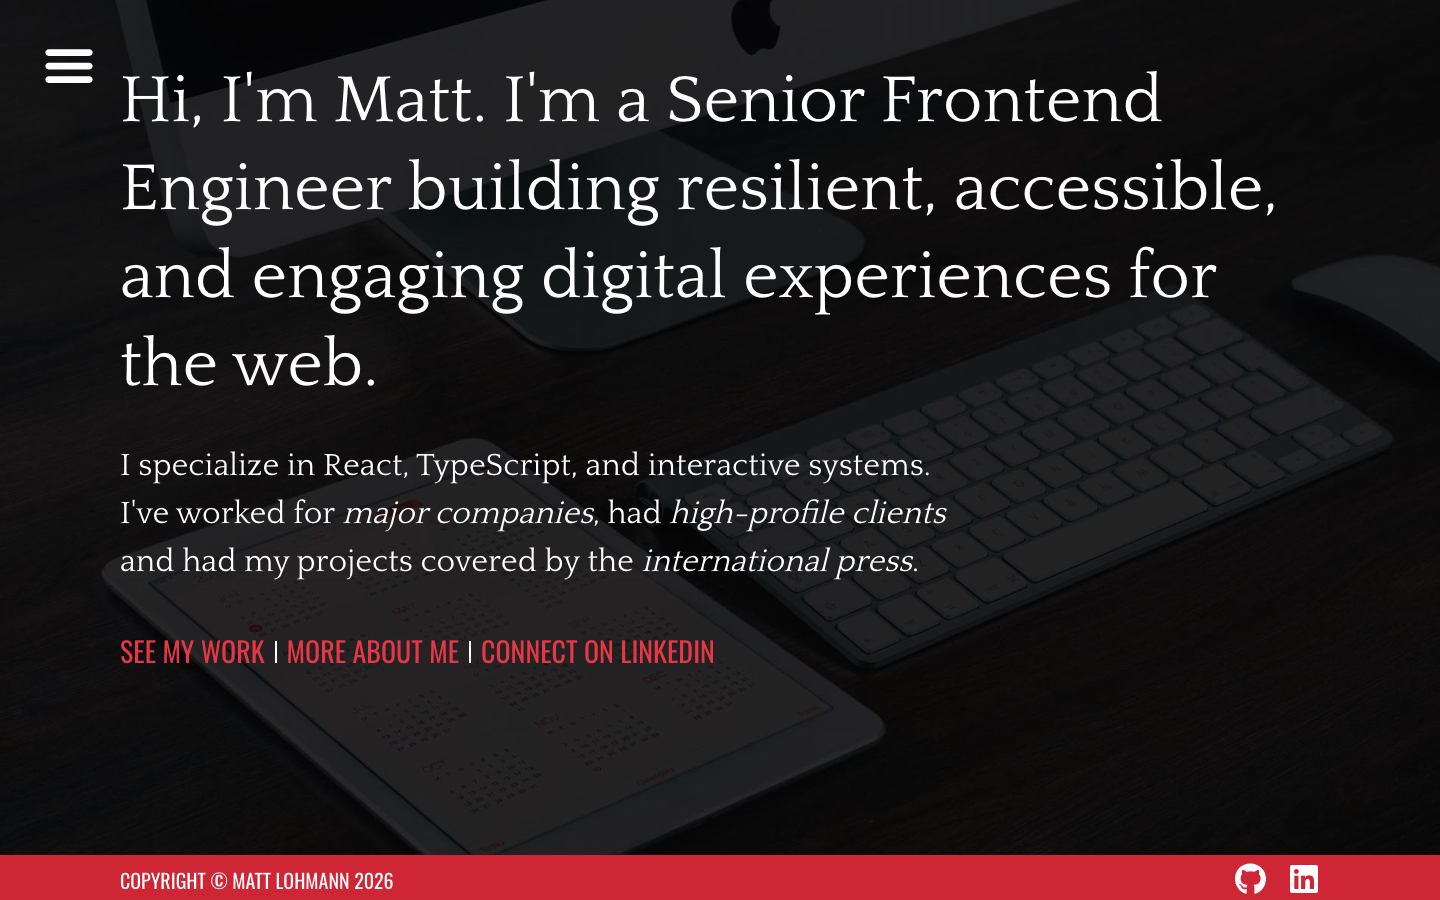 Hi, I'm Matt. I'm a Senior Frontend
Engineer building resilient, accessible,
and engaging digital experiences for
the web.
I specialize in React, TypeScript, and interactive systems.
I've worked for major companies, had high-profile clients
and had my projects covered by the international press.
SEE MY WORK | MORE ABOUT ME | CONNECT ON LINKEDIN
COPYRIGHT © MATT LOHMANN 2026